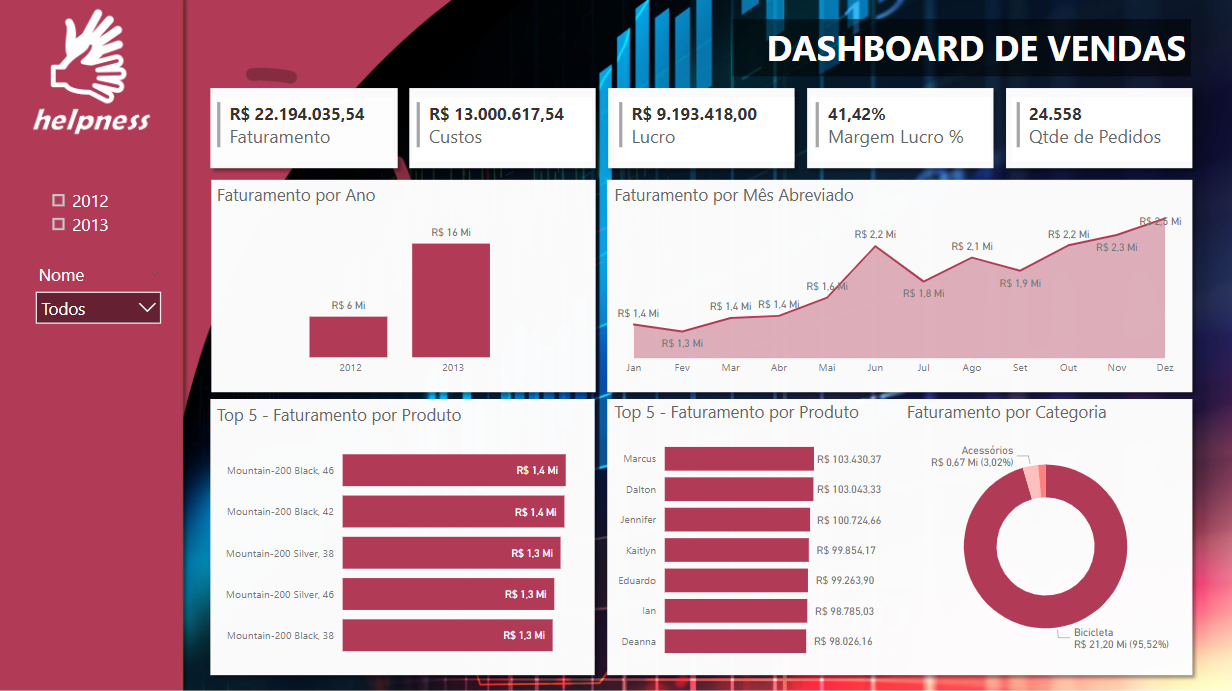 helpness
DASHBOARD DE VENDAS
R$ 22.194.035,54
Faturamento
R$ 13.000.617,54
Custos
R$ 9.193.418,00
Lucro
41,42%
Margem Lucro %
24.558
Qtde de Pedidos
2012
2013
Nome
Todos
Faturamento por Ano
R$ 16 Mi
R$ 6 Mi
2012
2013
Faturamento por Mês Abreviado
R$ 1,4 Mi
R$ 1,3 Mi
R$ 1,4 Mi
R$ 1,4 Mi
R$ 1,6 Mi
R$ 2,2 Mi
R$ 1,8 Mi
R$ 2,1 Mi
R$ 1,9 Mi
R$ 2,2 Mi
R$ 2,3 Mi
R$ 2,5 Mi
Jan Fev Mar Abr Mai Jun Jul Ago Set Out Nov Dez
Top 5 - Faturamento por Produto
Mountain-200 Black, 46 R$ 1,4 Mi
Mountain-200 Black, 42 R$ 1,4 Mi
Mountain-200 Silver, 38 R$ 1,3 Mi
Mountain-200 Silver, 46 R$ 1,3 Mi
Mountain-200 Black, 38 R$ 1,3 Mi
Top 5 - Faturamento por Produto
Marcus R$ 103.430,37
Dalton R$ 103.043,33
Jennifer R$ 100.724,66
Kaitlyn R$ 99.854,17
Eduardo R$ 99.263,90
Ian R$ 98.785,03
Deanna R$ 98.026,16
Faturamento por Categoria
Acessórios
R$ 0,67 Mi (3,02%)
Bicicleta
R$ 21,20 Mi (95,52%)